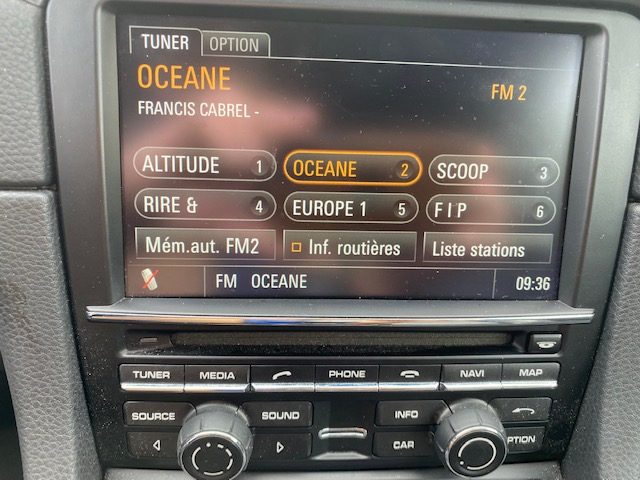 TUNER OPTION
OCEANE
FM 2
FRANCIS CABREL -
ALTITUDE 1 OCEANE 2 SCOOP 3
RIRE & 4 EUROPE 1 5 F I P 6
Mém.aut. FM2 Inf. routières Liste stations
FM OCEANE 09:36
TUNER MEDIA PHONE NAVI MAP
SOURCE SOUND INFO
CAR OPTION